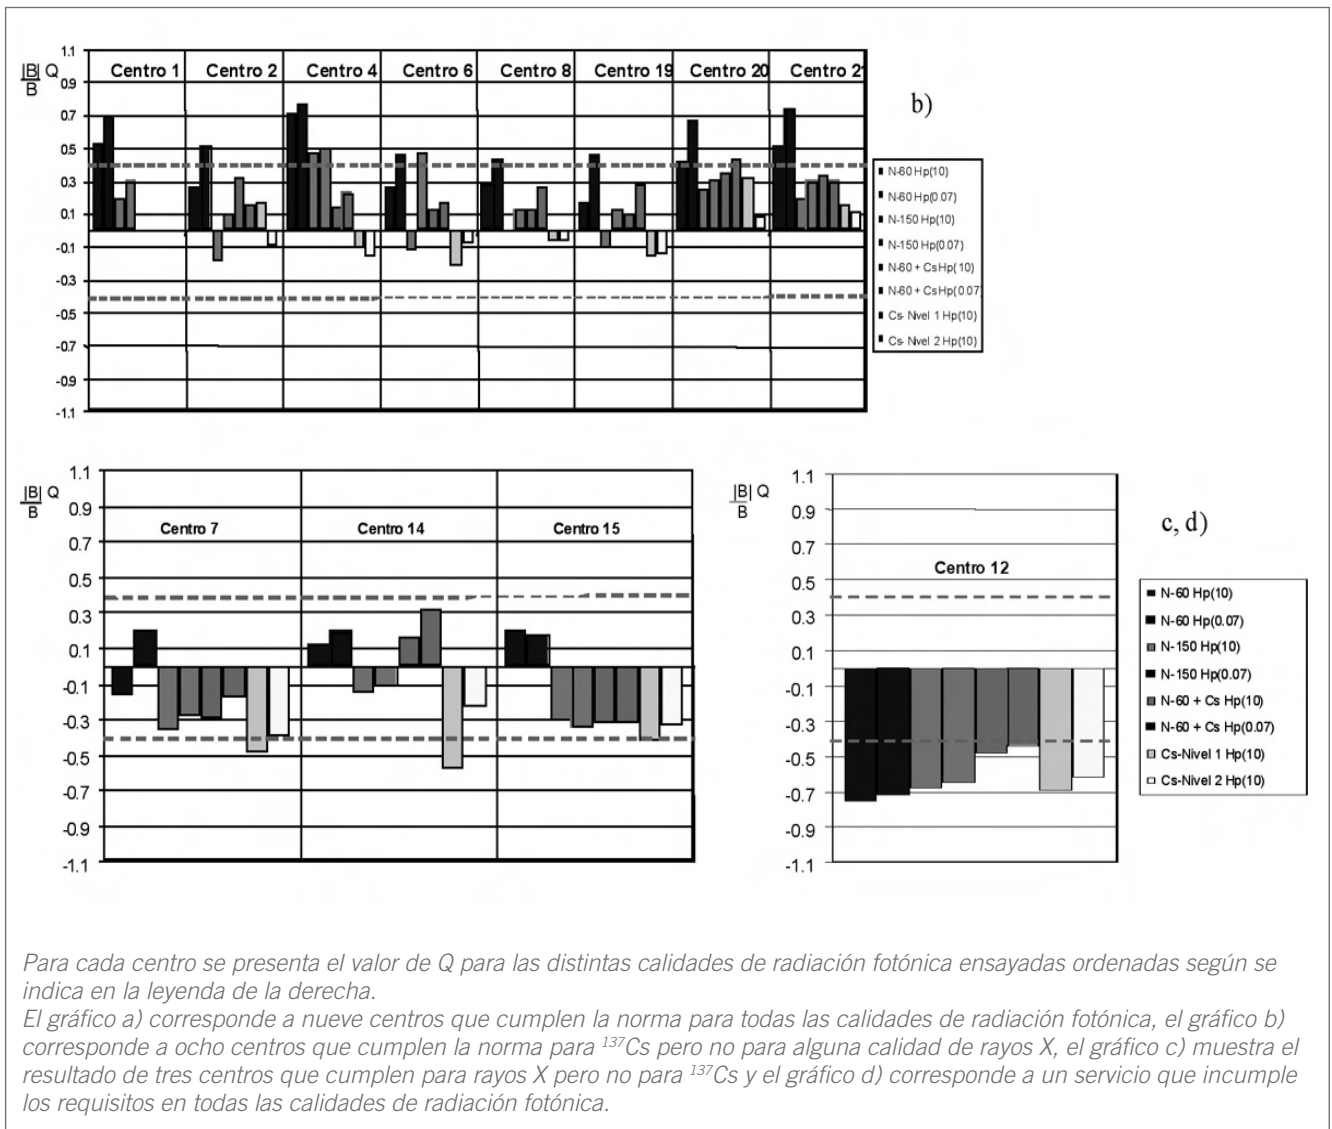 1.1
|B| Q
B
0.9
0.7
0.5
0.3
0.1
-0.1
-0.3
-0.5
-0.7
-0.9
-1.1
Centro 1 Centro 2 Centro 4 Centro 6 Centro 8 Centro 19 Centro 20 Centro 21
b)
N-60 Hp(10)
N-60 Hp(0.07)
N-150 Hp(10)
N-150 Hp(0.07)
N-60 + Cs Hp(10)
N-60 + Cs Hp(0.07)
Cs- Nivel 1 Hp(10)
Cs- Nivel 2 Hp(10)
1.1
|B| Q
B
0.9
0.7
0.5
0.3
0.1
-0.1
-0.3
-0.5
-0.7
-0.9
-1.1
Centro 7 Centro 14 Centro 15
1.1
|B| Q
B
0.9
0.7
0.5
0.3
0.1
-0.1
-0.3
-0.5
-0.7
-0.9
-1.1
Centro 12
c, d)
N-60 Hp(10)
N-60 Hp(0.07)
N-150 Hp(10)
N-150 Hp(0.07)
N-60 + Cs Hp(10)
N-60 + Cs Hp(0.07)
Cs-Nivel 1 Hp(10)
Cs-Nivel 2 Hp(10)
Para cada centro se presenta el valor de Q para las distintas calidades de radiación fotónica ensayadas ordenadas según se
indica en la leyenda de la derecha.
El gráfico a) corresponde a nueve centros que cumplen la norma para todas las calidades de radiación fotónica, el gráfico b)
corresponde a ocho centros que cumplen la norma para ¹³⁷Cs pero no para alguna calidad de rayos X, el gráfico c) muestra el
resultado de tres centros que cumplen para rayos X pero no para ¹³⁷Cs y el gráfico d) corresponde a un servicio que incumple
los requisitos en todas las calidades de radiación fotónica.